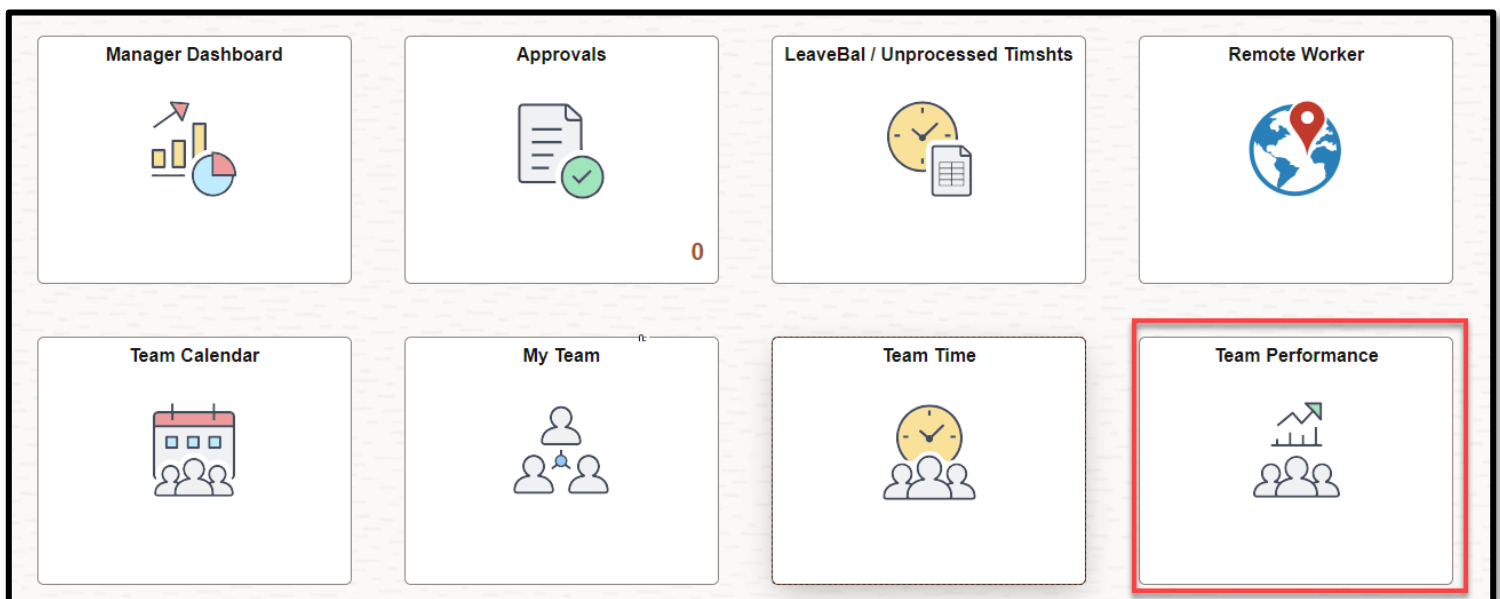 Manager Dashboard
Approvals
LeaveBal / Unprocessed Timshts
Remote Worker
0
Team Calendar
My Team
Team Time
Team Performance